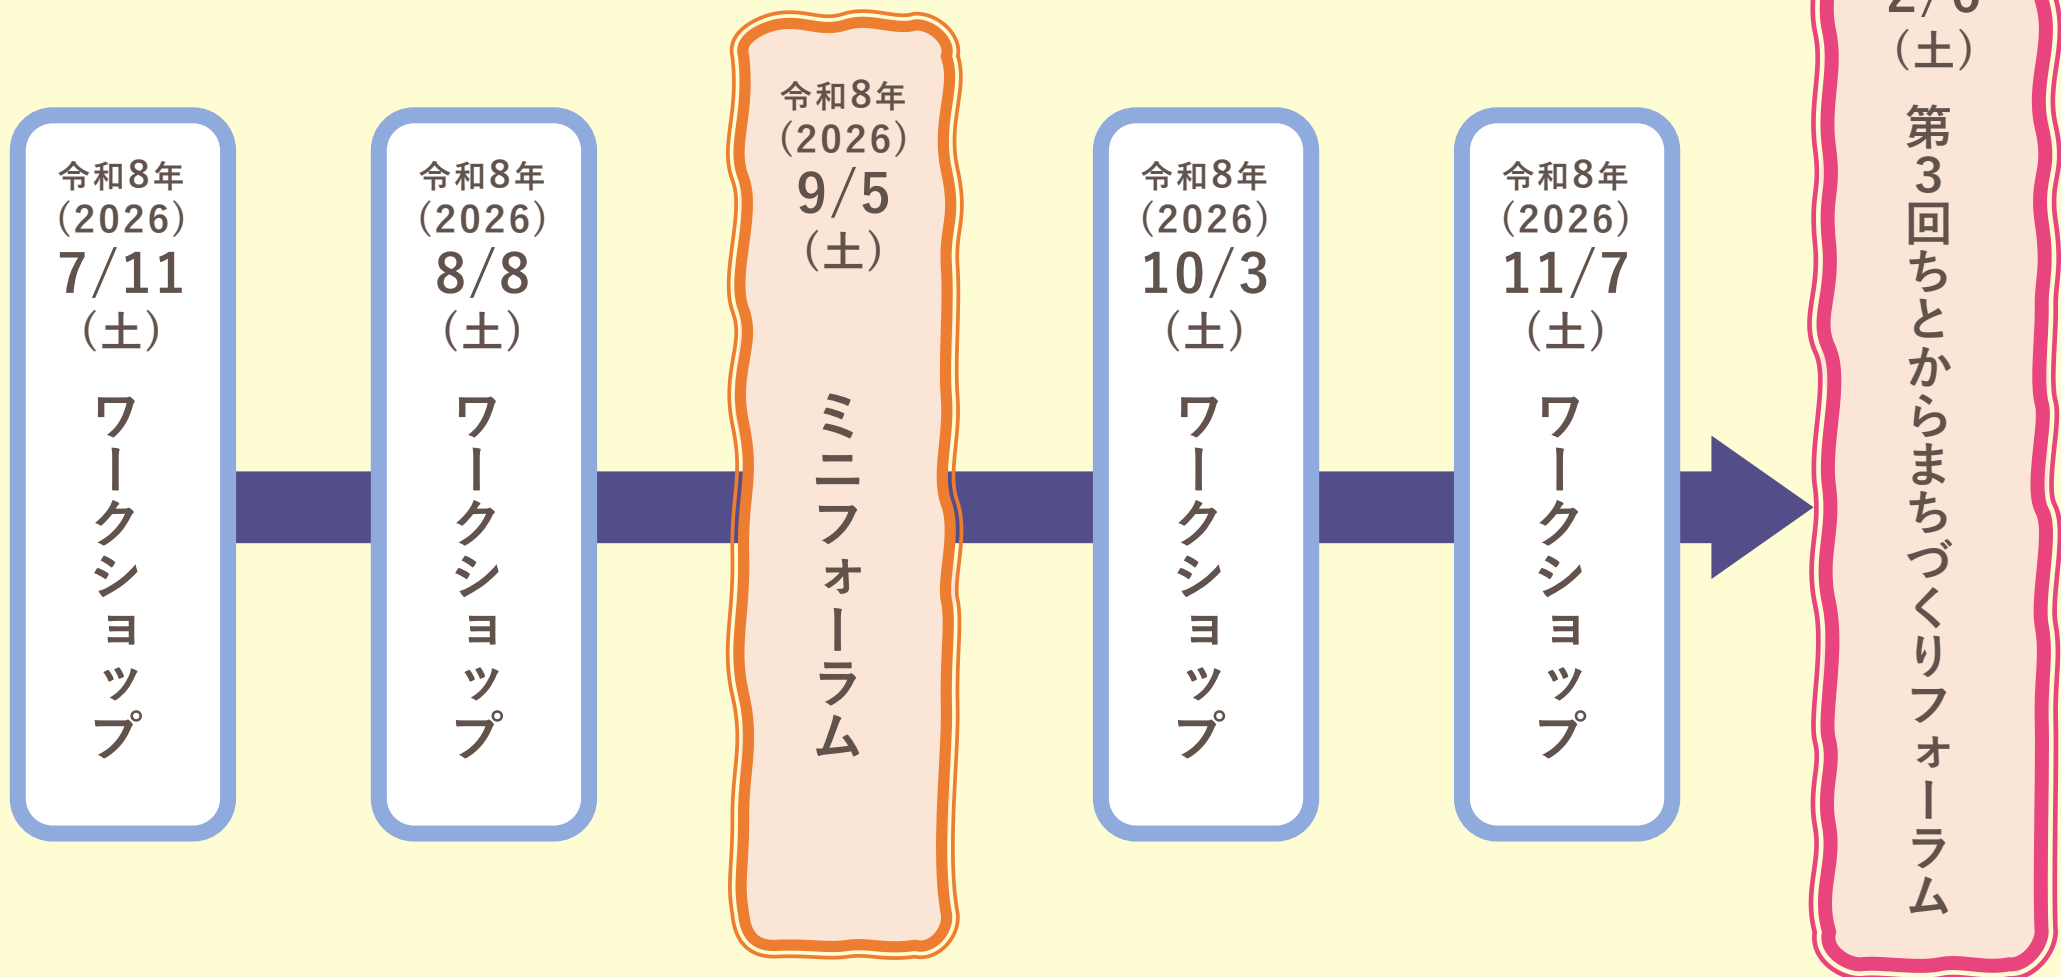 令和8年
(2026)
7/11
(土)
ワークショップ
令和8年
(2026)
8/8
(土)
ワークショップ
令和8年
(2026)
9/5
(土)
ミニフォーラム
令和8年
(2026)
10/3
(土)
ワークショップ
令和8年
(2026)
11/7
(土)
ワークショップ
2/6
(土)
第3回ちとからまちづくりフォーラム